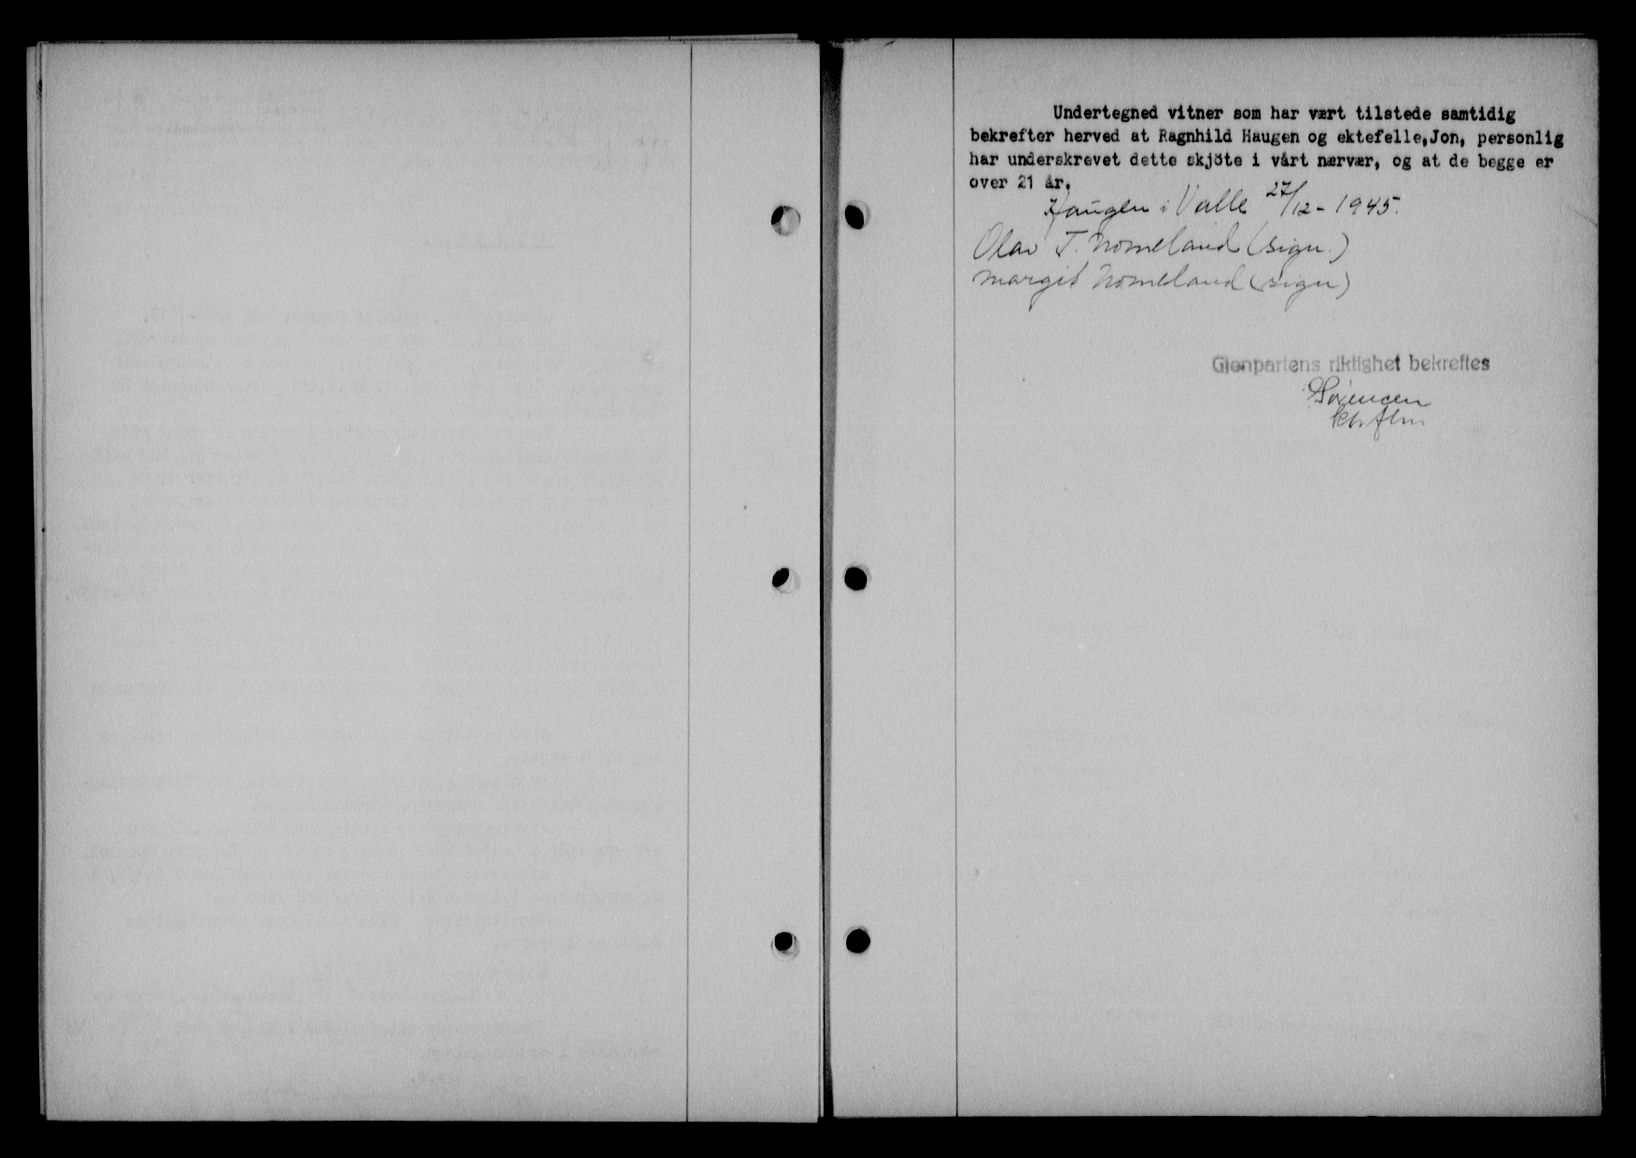 Undertegned vitner som har vært tilstede samtidig
bekrefter herved at Ragnhild Haugen og ektefelle,Jon, personlig
har underskrevet dette skjöte i vårt nærvær, og at de begge er
over 21 år.
Haugen i Valle 27/12-1945.
Olav T. Nomeland (sign.)
Margit Nomeland (sign)
Gjenpartens riktighet bekreftes
Sørensen